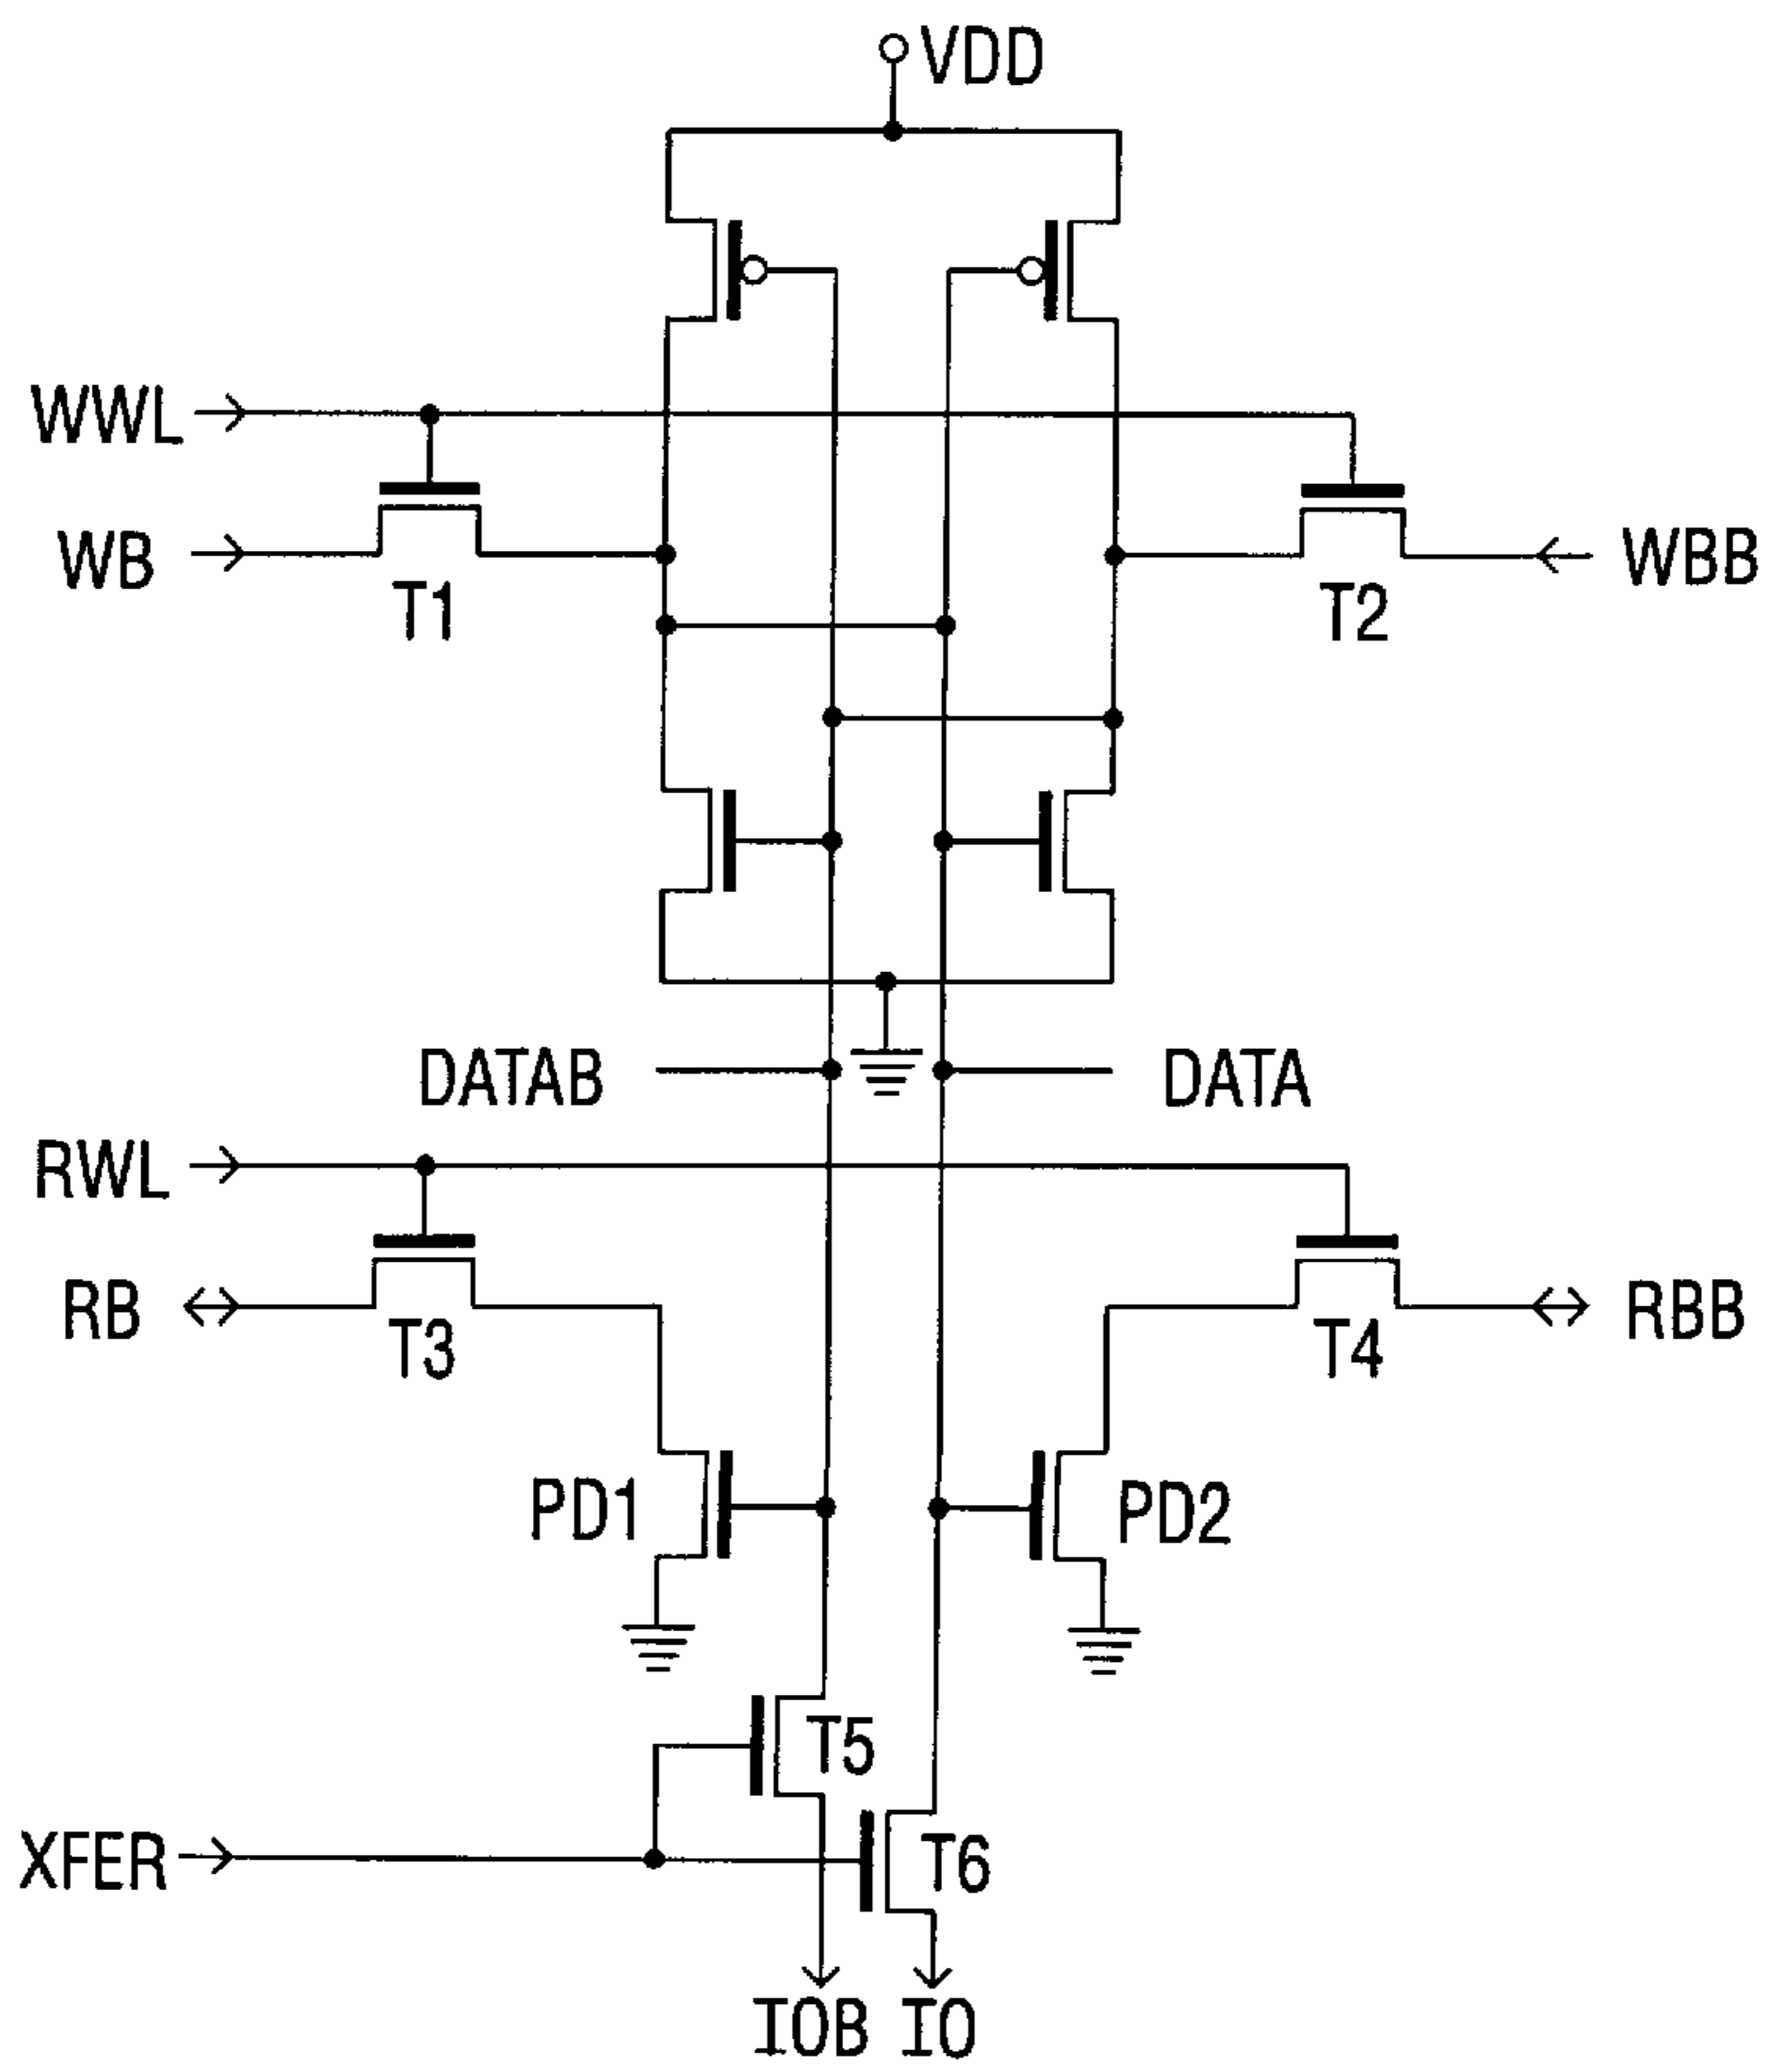 VDD
WWL
WB
WBB
T1
T2
DATAB
DATA
RWL
RB
RBB
T3
T4
PD1
PD2
T5
XFER
T6
IOB IO